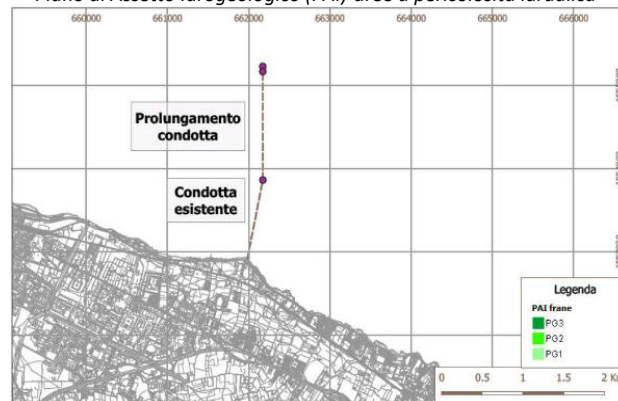 Piano di Assetto Idrogeologico (PAI) aree a pericolosità idraulica
660000 661000 662000 663000 664000 665000 666000
Prolungamento
condotta
Condotta
esistente
Legenda
PAI frane
PG3
PG2
PG1
0 0.5 1 1.5 2 Km